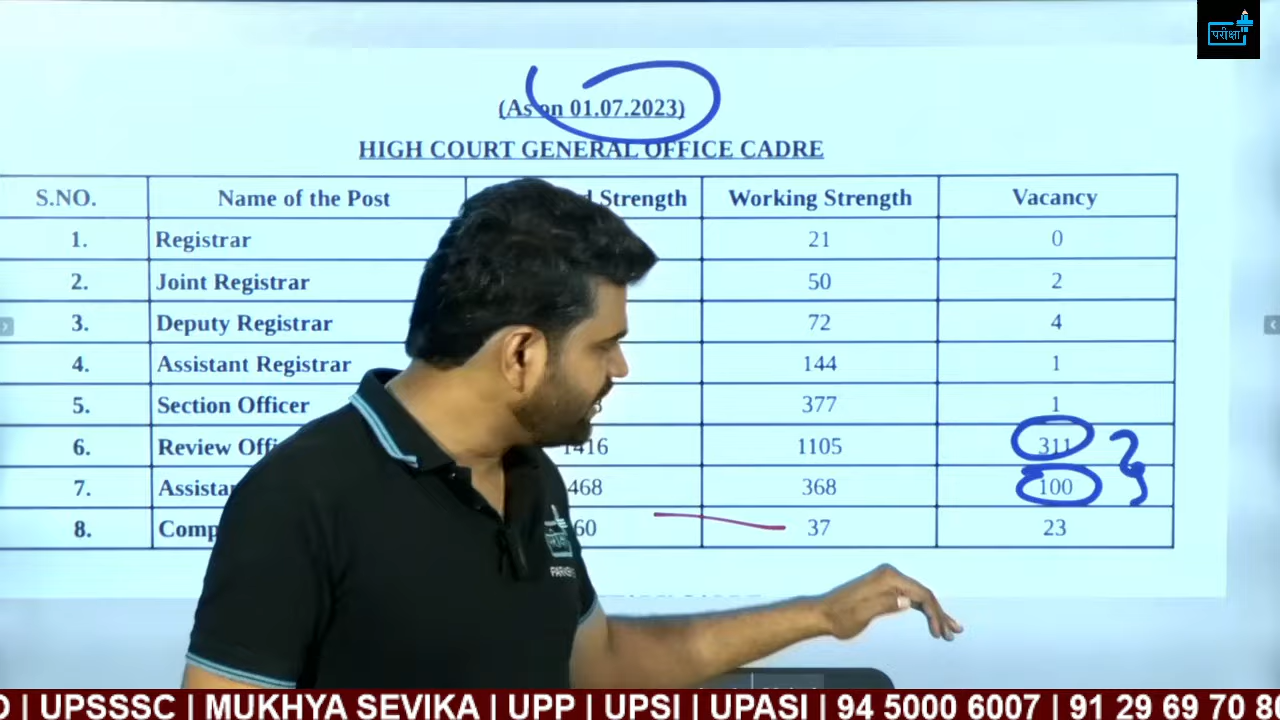 परीक्षा
(As on 01.07.2023)
HIGH COURT GENERAL OFFICE CADRE
S.NO. Name of the Post Strength Working Strength Vacancy
1. Registrar 21 0
2. Joint Registrar 50 2
3. Deputy Registrar 72 4
4. Assistant Registrar 144 1
5. Section Officer 377 1
6. Review 1416 1105 311
7. 468 368 100
8. 60 37 23
| UPSSSC | MUKHYA SEVIKA | UPP | UPSI | UPASI | 94 5000 6007 | 91 29 69 70